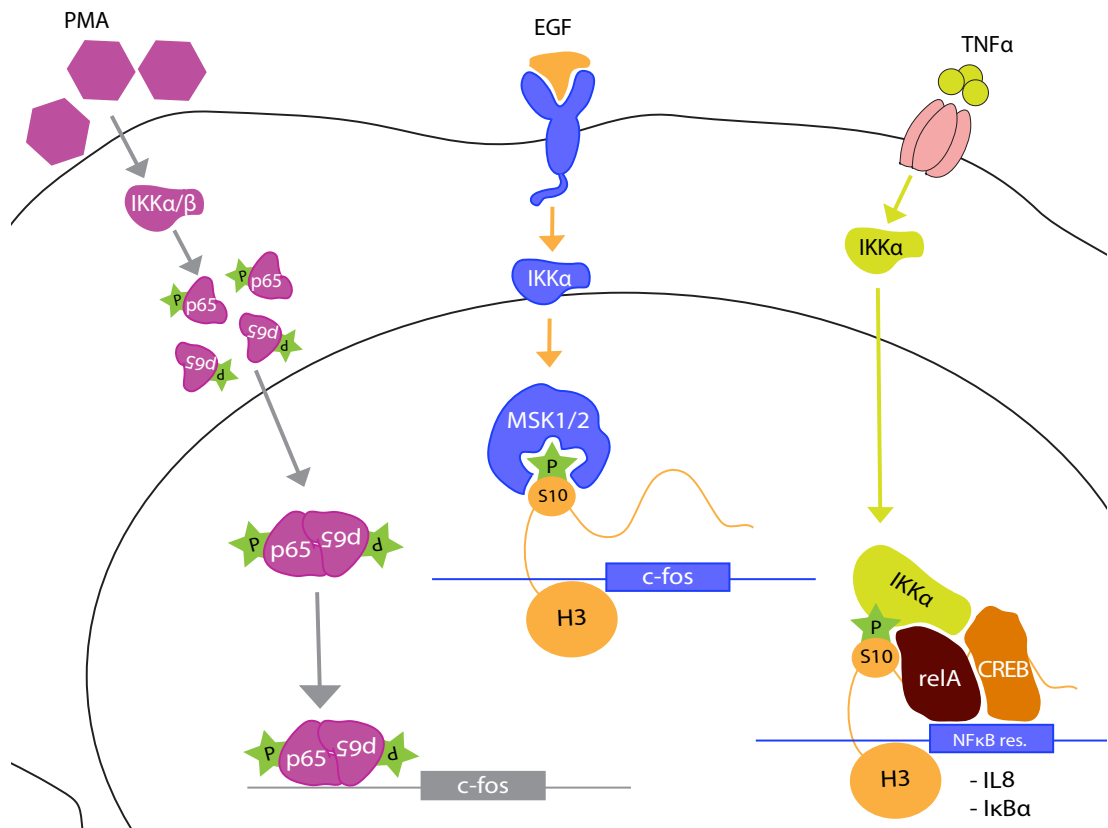 PMA
EGF
TNFα
IKKα/β
P
p65
P
p65
p65
P
p65
P
P
p65
p65
P
P
p65
p65
P
c-fos
IKKα
MSK1/2
P
S10
c-fos
H3
IKKα
IKKα
P
S10
relA
CREB
NFκB res.
H3
- IL8
- IκBα